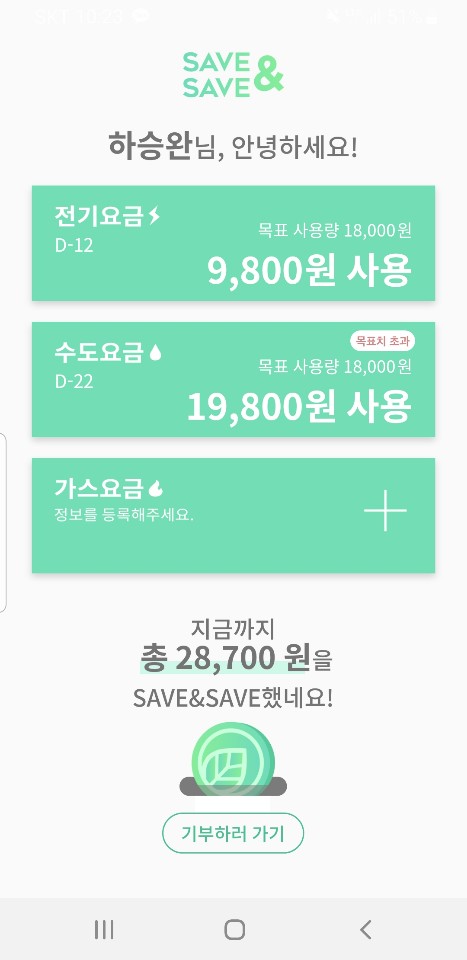 SAVE &
SAVE
하승완님, 안녕하세요!
전기요금
D-12
목표 사용량 18,000원
9,800원 사용
목표치 초과
수도요금
D-22
목표 사용량 18,000원
19,800원 사용
가스요금
정보를 등록해주세요.
지금까지
총 28,700 원을
SAVE&SAVE했네요!
기부하러 가기